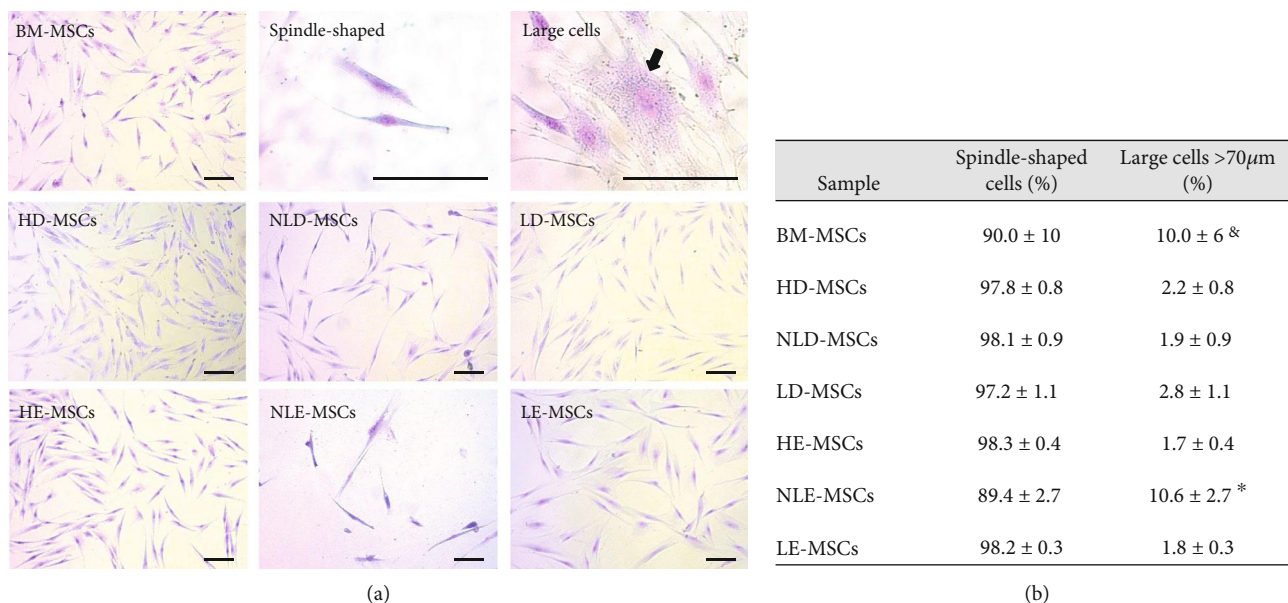 BM-MSCs
Spindle-shaped
Large cells
HD-MSCs
NLD-MSCs
LD-MSCs
HE-MSCs
NLE-MSCs
LE-MSCs
(a)
Sample Spindle-shaped cells (%) Large cells >70μm (%)
BM-MSCs 90.0 ± 10 10.0 ± 6 &
HD-MSCs 97.8 ± 0.8 2.2 ± 0.8
NLD-MSCs 98.1 ± 0.9 1.9 ± 0.9
LD-MSCs 97.2 ± 1.1 2.8 ± 1.1
HE-MSCs 98.3 ± 0.4 1.7 ± 0.4
NLE-MSCs 89.4 ± 2.7 10.6 ± 2.7 *
LE-MSCs 98.2 ± 0.3 1.8 ± 0.3
(b)